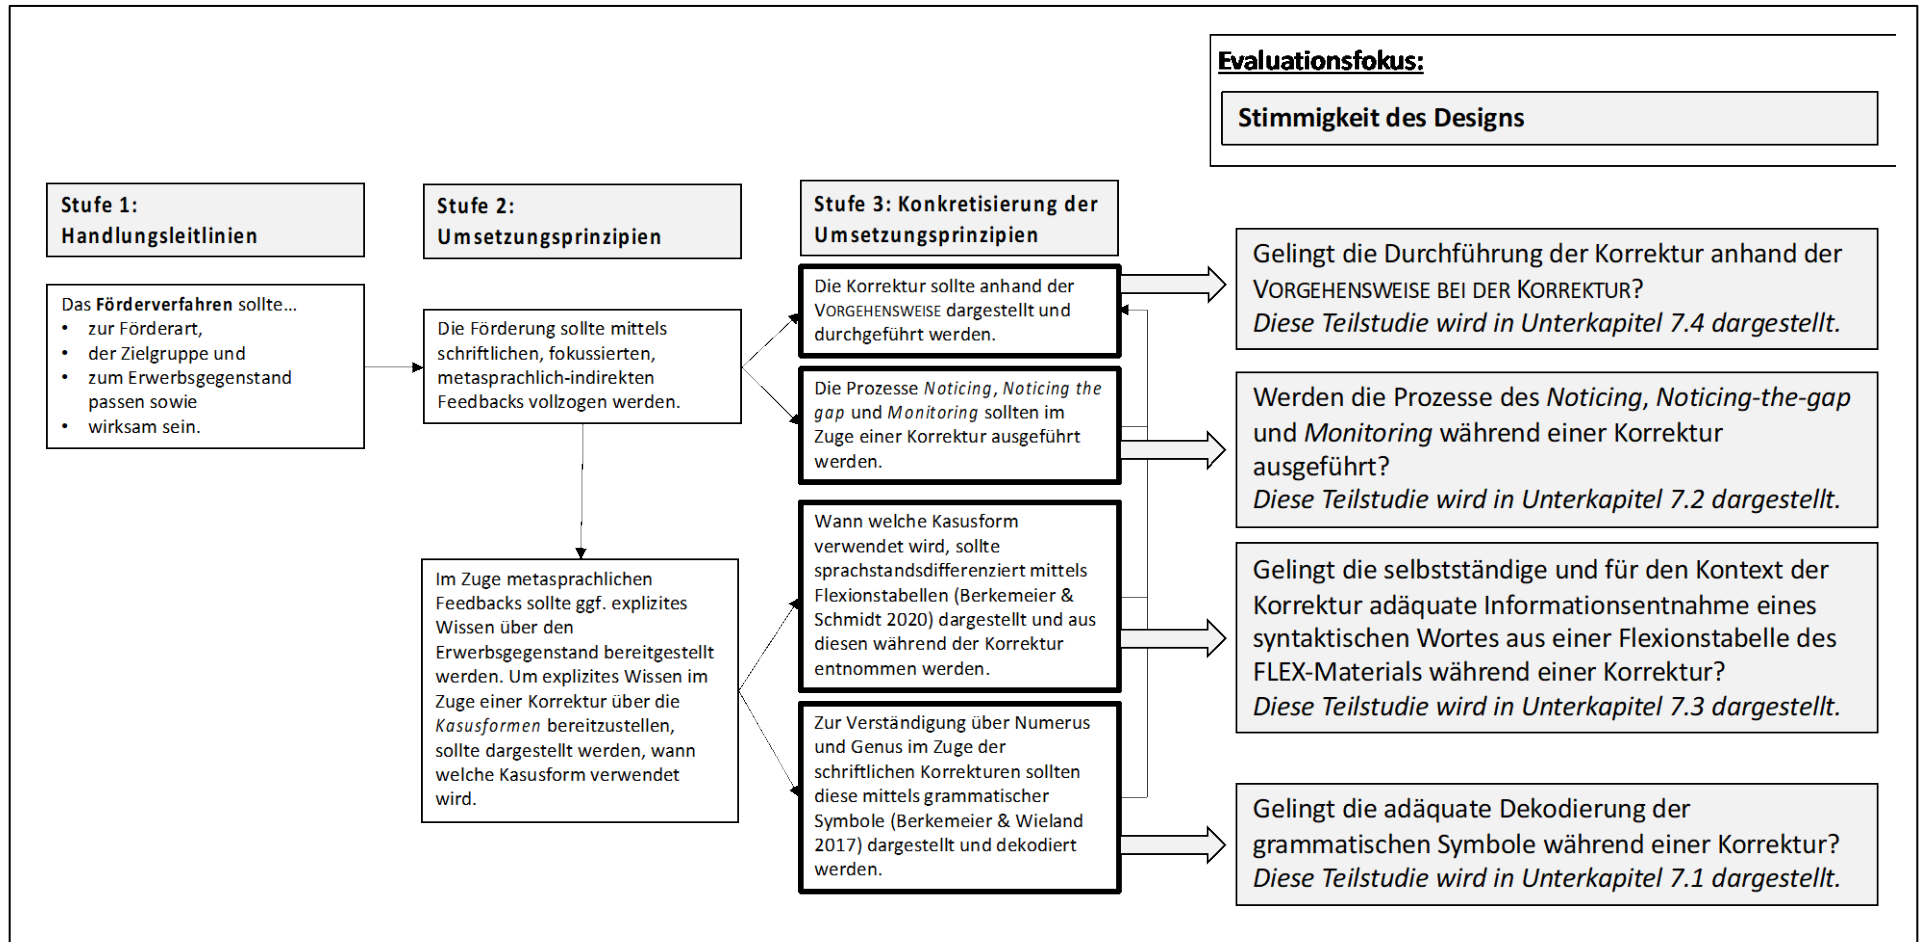 Evaluationsfokus:
Stimmigkeit des Designs
Stufe 1:
Handlungsleitlinien
Das Förderverfahren sollte…
• zur Förderart,
• der Zielgruppe und
• zum Erwerbsgegenstand
passen sowie
• wirksam sein.
Stufe 2:
Umsetzungsprinzipien
Die Förderung sollte mittels
schriftlichen, fokussierten,
metasprachlich-indirekten
Feedbacks vollzogen werden.
Im Zuge metasprachlichen
Feedbacks sollte ggf. explizites
Wissen über den
Erwerbsgegenstand bereitgestellt
werden. Um explizites Wissen im
Zuge einer Korrektur über die
Kasusformen bereitzustellen,
sollte dargestellt werden, wann
welche Kasusform verwendet
wird.
Stufe 3: Konkretisierung der
Umsetzungsprinzipien
Die Korrektur sollte anhand der
VORGEHENSWEISE dargestellt und
durchgeführt werden.
Die Prozesse Noticing, Noticing the
gap und Monitoring sollten im
Zuge einer Korrektur ausgeführt
werden.
Wann welche Kasusform
verwendet wird, sollte
sprachstandsdifferenziert mittels
Flexionstabellen (Berkemeier &
Schmidt 2020) dargestellt und aus
diesen während der Korrektur
entnommen werden.
Zur Verständigung über Numerus
und Genus im Zuge der
schriftlichen Korrekturen sollten
diese mittels grammatischer
Symbole (Berkemeier & Wieland
2017) dargestellt und dekodiert
werden.
Gelingt die Durchführung der Korrektur anhand der
VORGEHENSWEISE BEI DER KORREKTUR?
Diese Teilstudie wird in Unterkapitel 7.4 dargestellt.
Werden die Prozesse des Noticing, Noticing-the-gap
und Monitoring während einer Korrektur
ausgeführt?
Diese Teilstudie wird in Unterkapitel 7.2 dargestellt.
Gelingt die selbstständige und für den Kontext der
Korrektur adäquate Informationsentnahme eines
syntaktischen Wortes aus einer Flexionstabelle des
FLEX-Materials während einer Korrektur?
Diese Teilstudie wird in Unterkapitel 7.3 dargestellt.
Gelingt die adäquate Dekodierung der
grammatischen Symbole während einer Korrektur?
Diese Teilstudie wird in Unterkapitel 7.1 dargestellt.